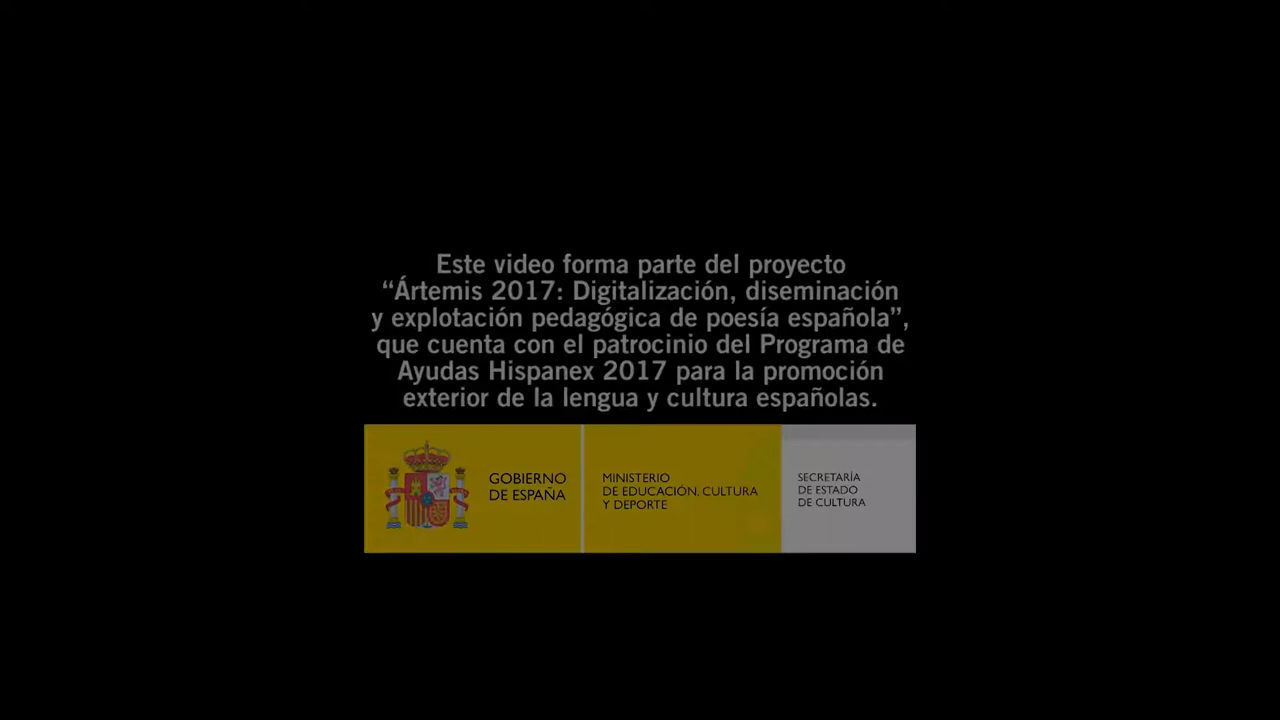 Este video forma parte del proyecto
“Ártemis 2017: Digitalización, diseminación
y explotación pedagógica de poesía española”,
que cuenta con el patrocinio del Programa de
Ayudas Hispanex 2017 para la promoción
exterior de la lengua y cultura españolas.
GOBIERNO
DE ESPAÑA
MINISTERIO
DE EDUCACIÓN, CULTURA
Y DEPORTE
SECRETARÍA
DE ESTADO
DE CULTURA